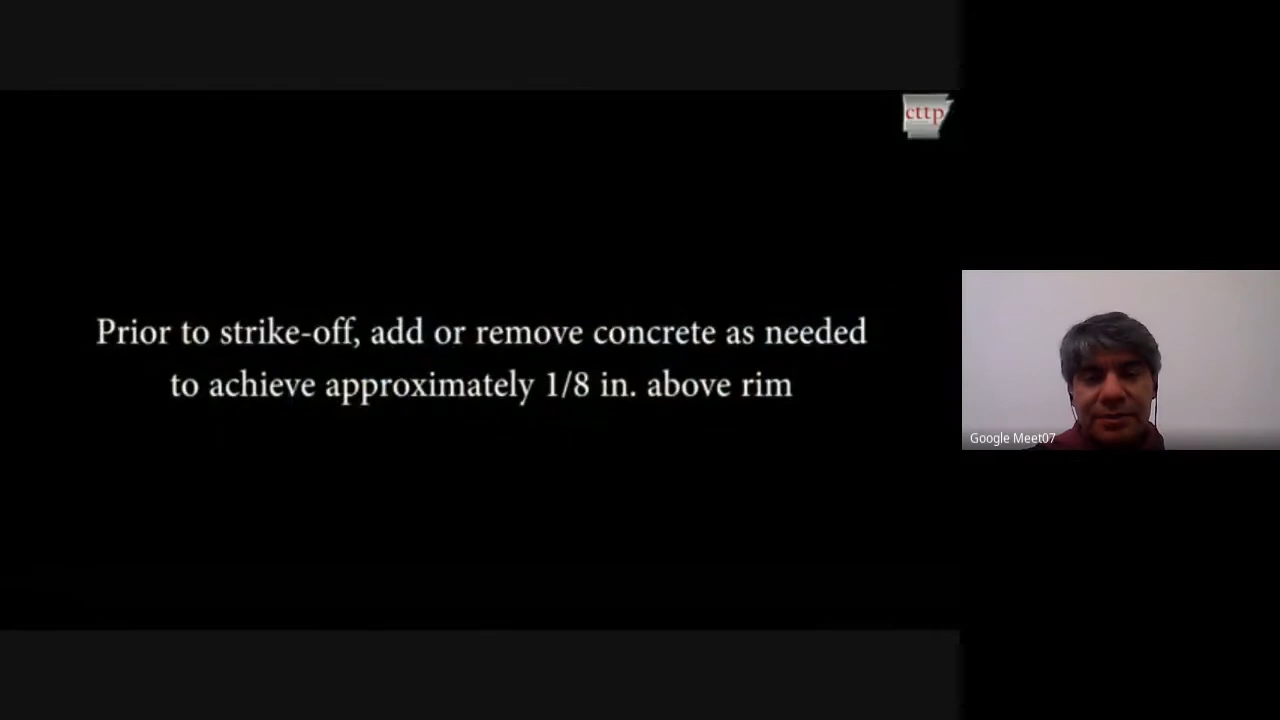 cttp
Prior to strike-off, add or remove concrete as needed
to achieve approximately 1/8 in. above rim
Google Meet07